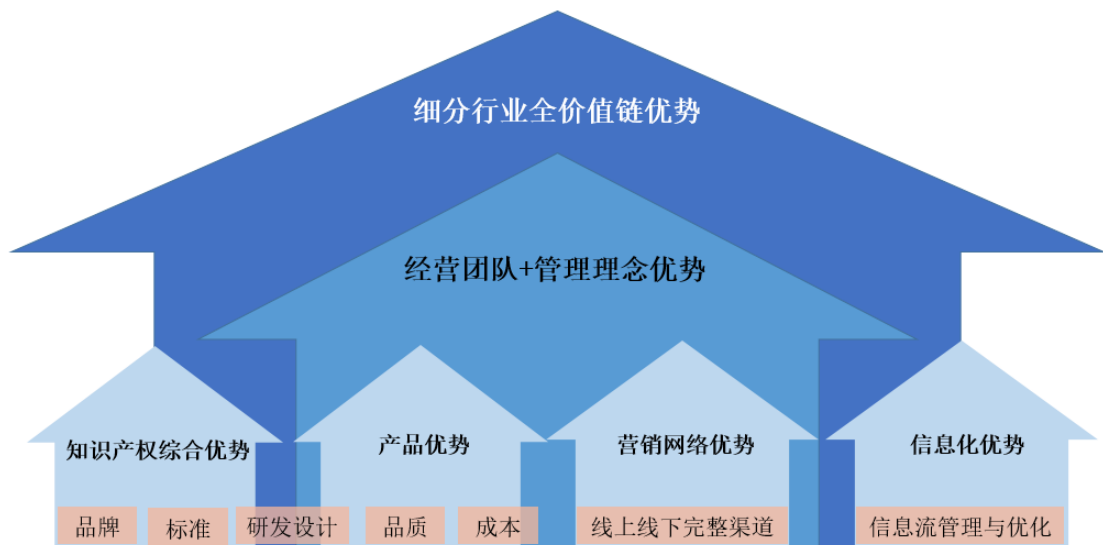 细分行业全价值链优势
经营团队+管理理念优势
知识产权综合优势
产品优势
营销网络优势
信息化优势
品牌
标准
研发设计
品质
成本
线上线下完整渠道
信息流管理与优化